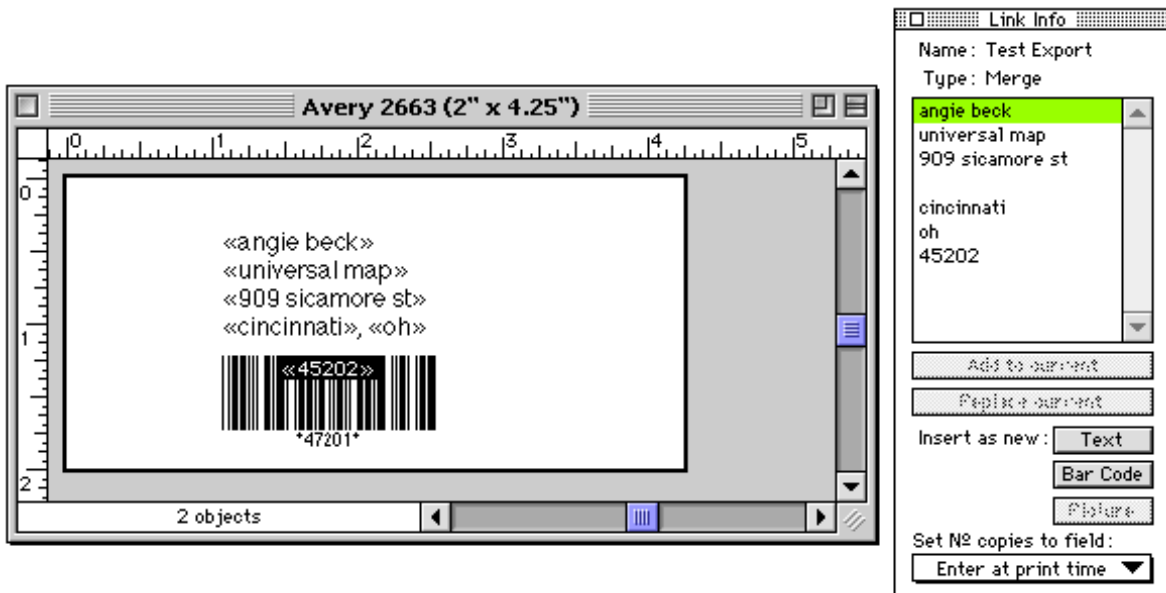 Avery 2663 (2" x 4.25")
0 1 2 3 4 5
0
1
2
«angie beck»
«universal map»
«909 sicamore st»
«cincinnati», «oh»
«45202»
*47201*
2 objects
Link Info
Name: Test Export
Type: Merge
angie beck
universal map
909 sicamore st
cincinnati
oh
45202
Add to current
Replace current
Insert as new: Text
Bar Code
Picture
Set Nº copies to field:
Enter at print time